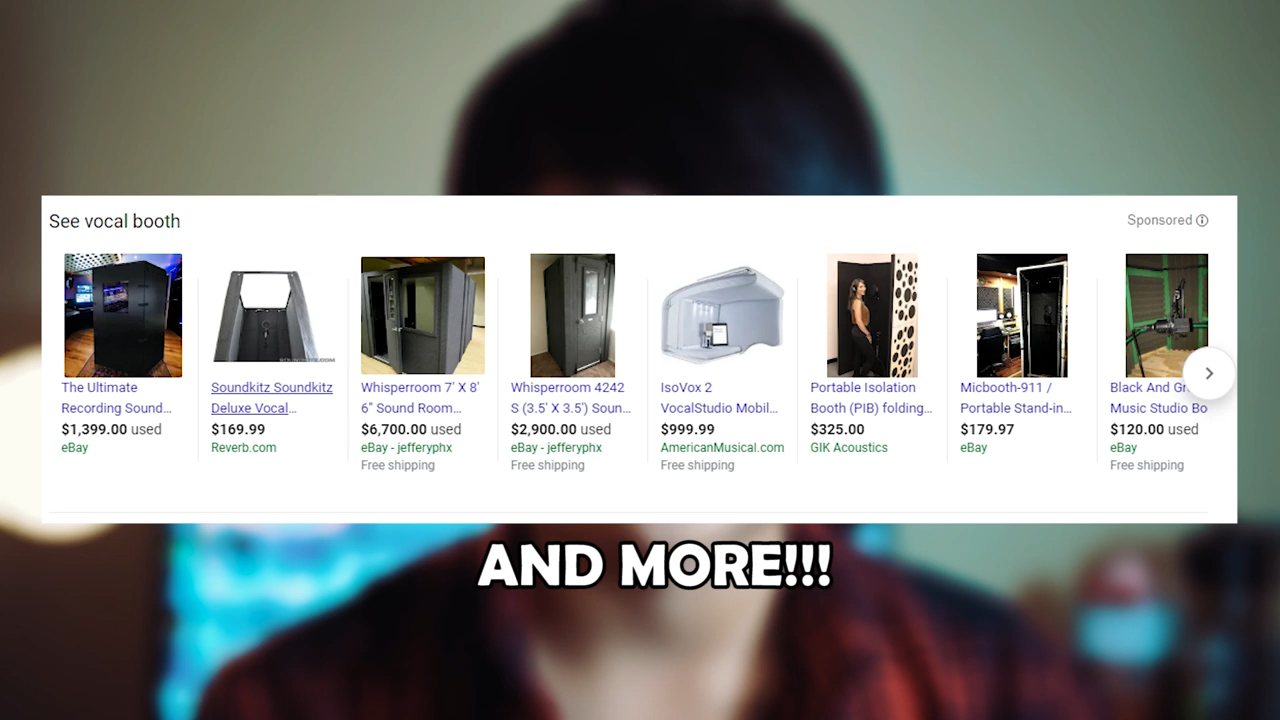 See vocal booth
Sponsored
The Ultimate
Recording Sound...
$1,399.00 used
eBay
Soundkitz Soundkitz
Deluxe Vocal...
$169.99
Reverb.com
Whisperroom 7' X 8'
6" Sound Room...
$6,700.00 used
eBay - jefferyphx
Free shipping
Whisperroom 4242
S (3.5' X 3.5') Soun...
$2,900.00 used
eBay - jefferyphx
Free shipping
IsoVox 2
VocalStudio Mobil...
$999.99
AmericanMusical.com
Free shipping
Portable Isolation
Booth (PIB) folding...
$325.00
GIK Acoustics
Micbooth-911 /
Portable Stand-in...
$179.97
eBay
Black And Gr
Music Studio Bo
$120.00 used
eBay
Free shipping
AND MORE!!!